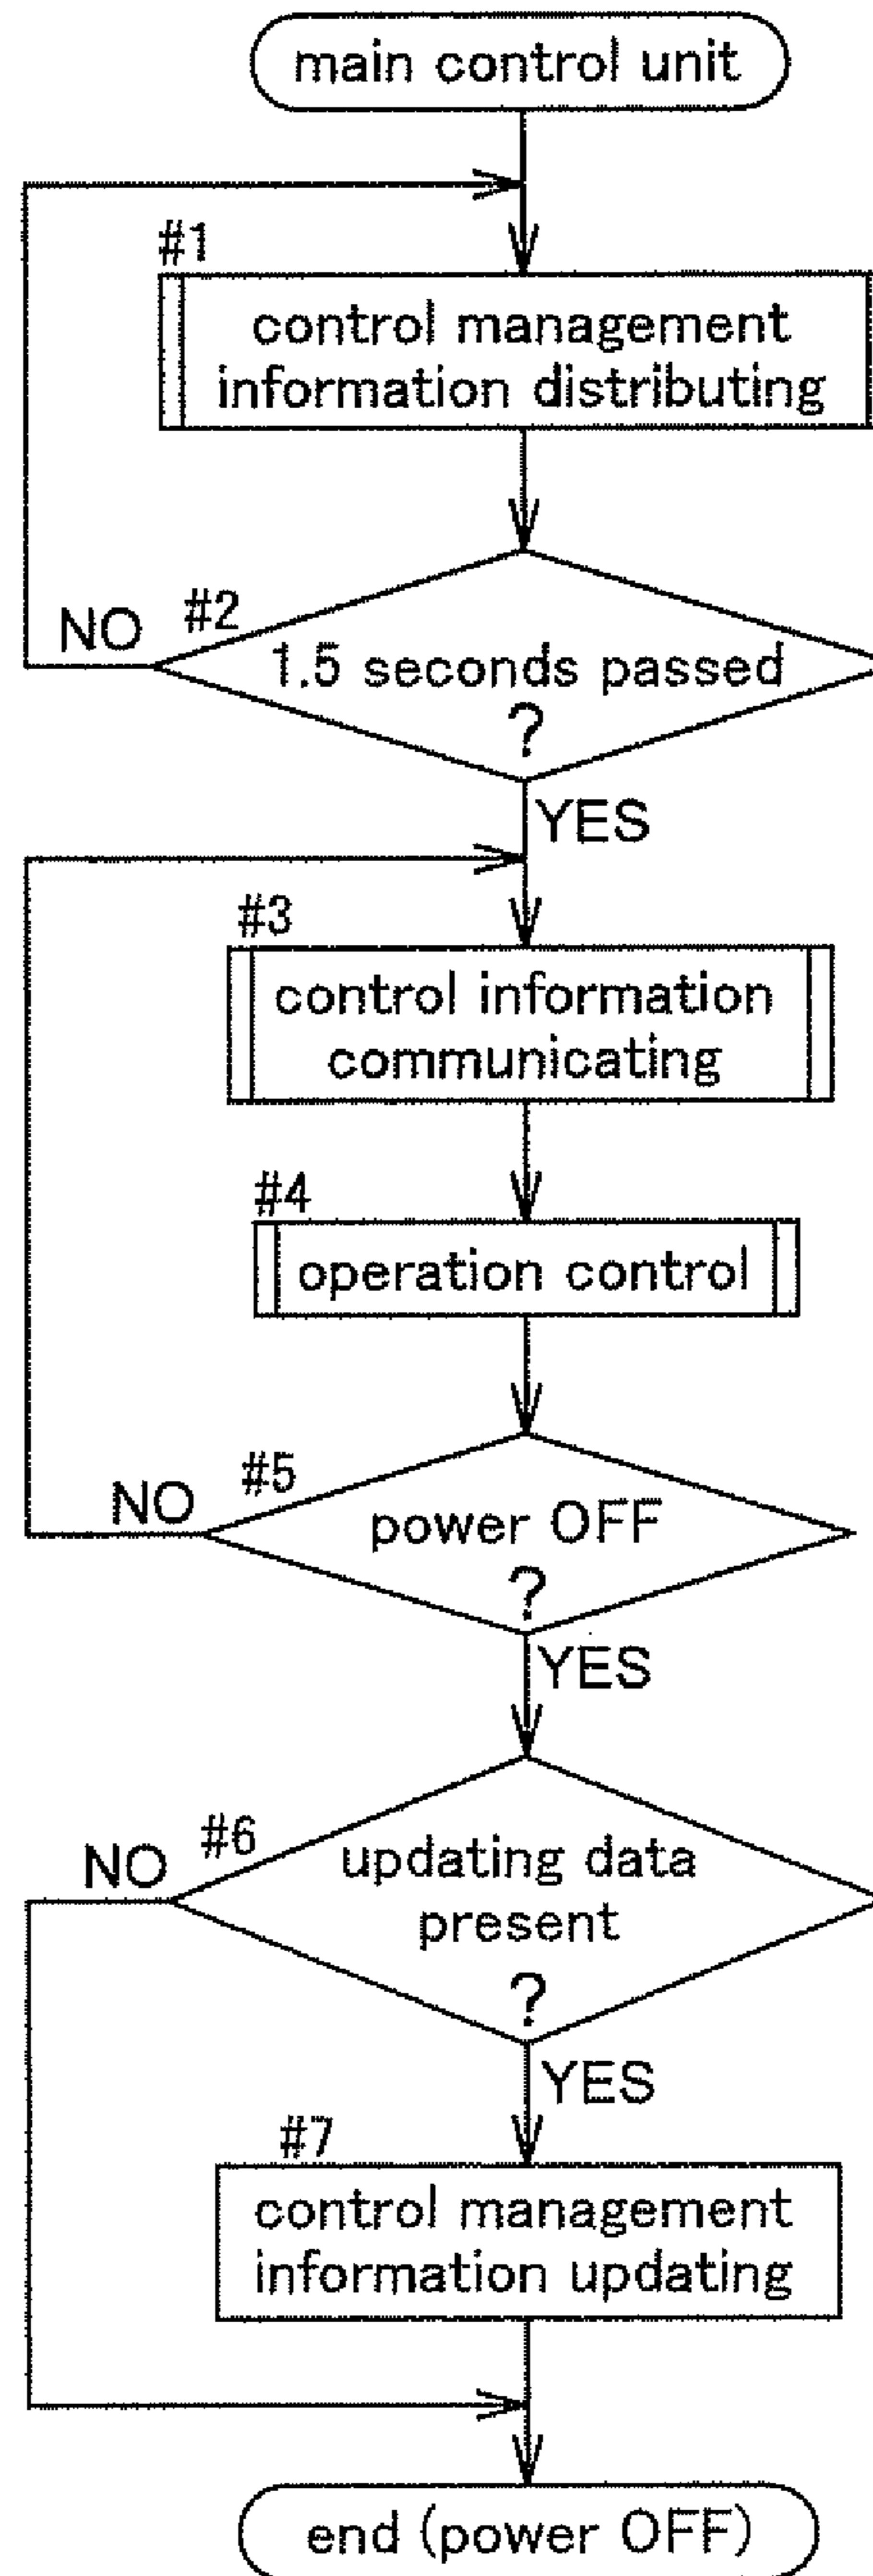 main control unit
#1
control management
information distributing
NO
#2
1.5 seconds passed
?
YES
#3
control information
communicating
#4
operation control
NO
#5
power OFF
?
YES
NO
#6
updating data
present
?
YES
#7
control management
information updating
end (power OFF)